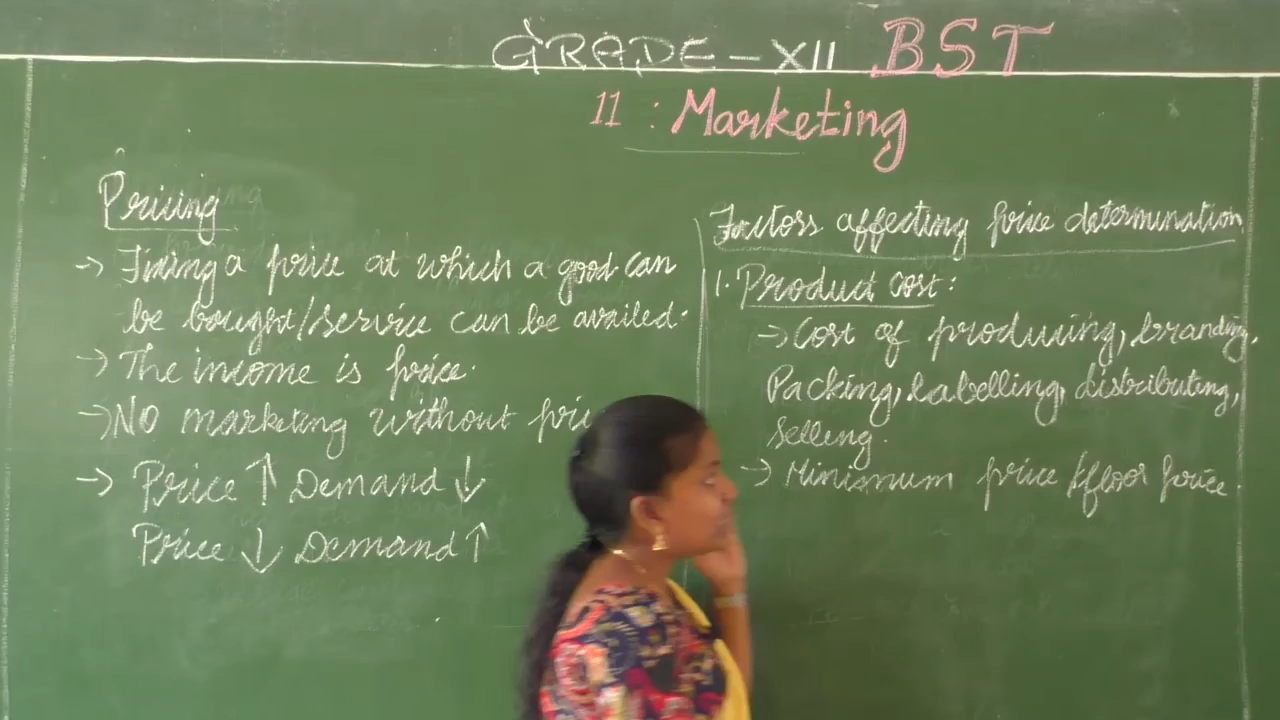 GRADE - XII BST
11 : Marketing
Pricing
→ Fixing a price at which a good can
be bought/service can be availed.
→ The income is price.
→ No marketing without pri
→ Price ↑ Demand ↓
Price ↓ Demand ↑
Factors affecting price determination
1. Product cost:
→ Cost of producing, branding,
Packing, Labelling, distributing,
Selling.
→ Minimum price / floor price.